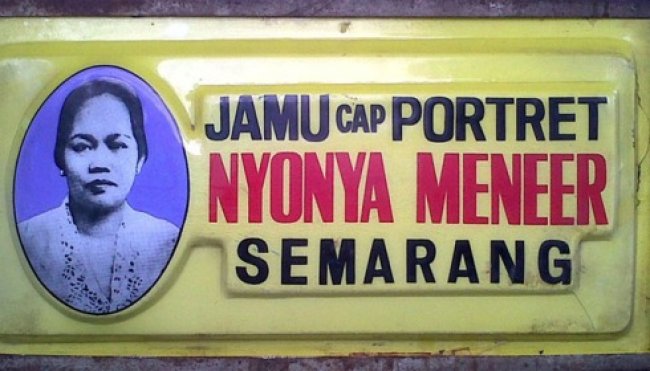 JAMU CAP PORTRET
NYONYA MENEER
SEMARANG